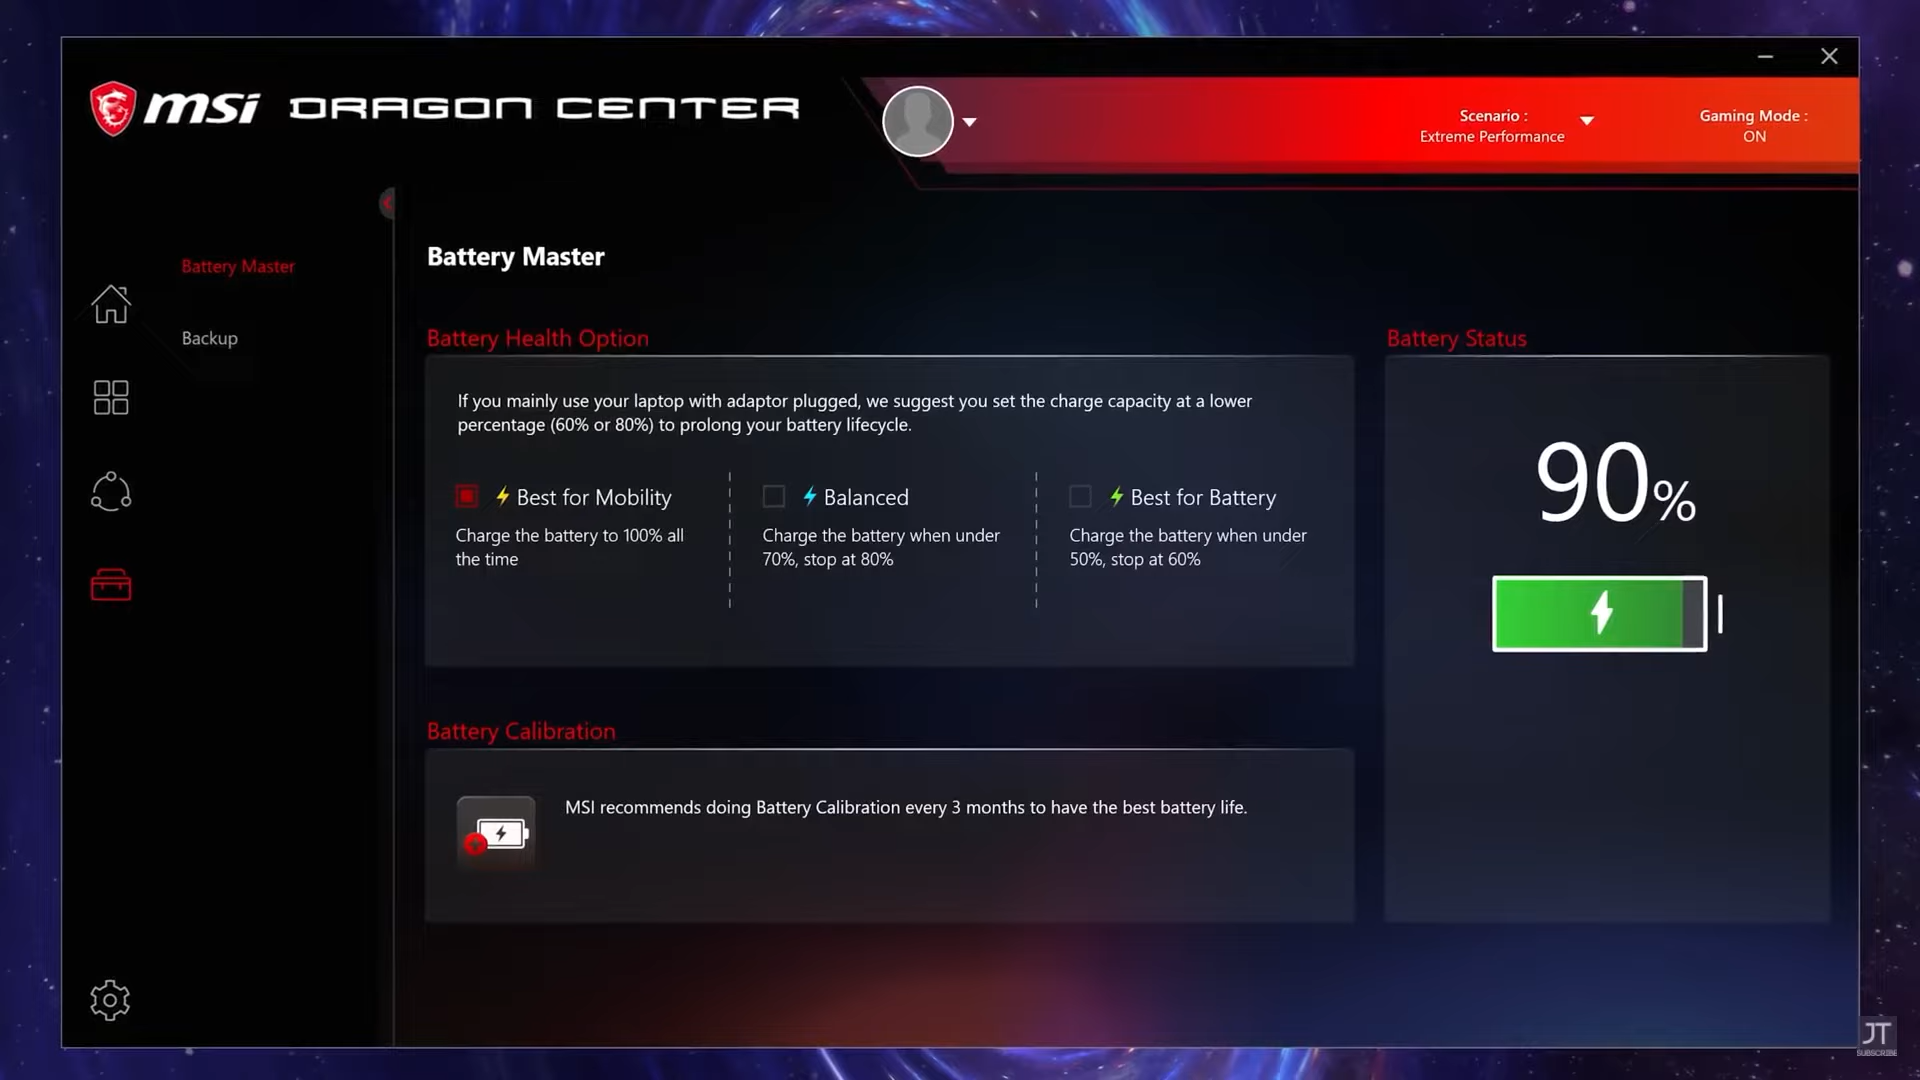 msi DRAGON CENTER
Scenario :
Extreme Performance
Gaming Mode :
ON
Battery Master
Backup
Battery Master
Battery Health Option
If you mainly use your laptop with adaptor plugged, we suggest you set the charge capacity at a lower
percentage (60% or 80%) to prolong your battery lifecycle.
Best for Mobility
Charge the battery to 100% all
the time
Balanced
Charge the battery when under
70%, stop at 80%
Best for Battery
Charge the battery when under
50%, stop at 60%
Battery Status
90%
Battery Calibration
MSI recommends doing Battery Calibration every 3 months to have the best battery life.
JT
SUBSCRIBE